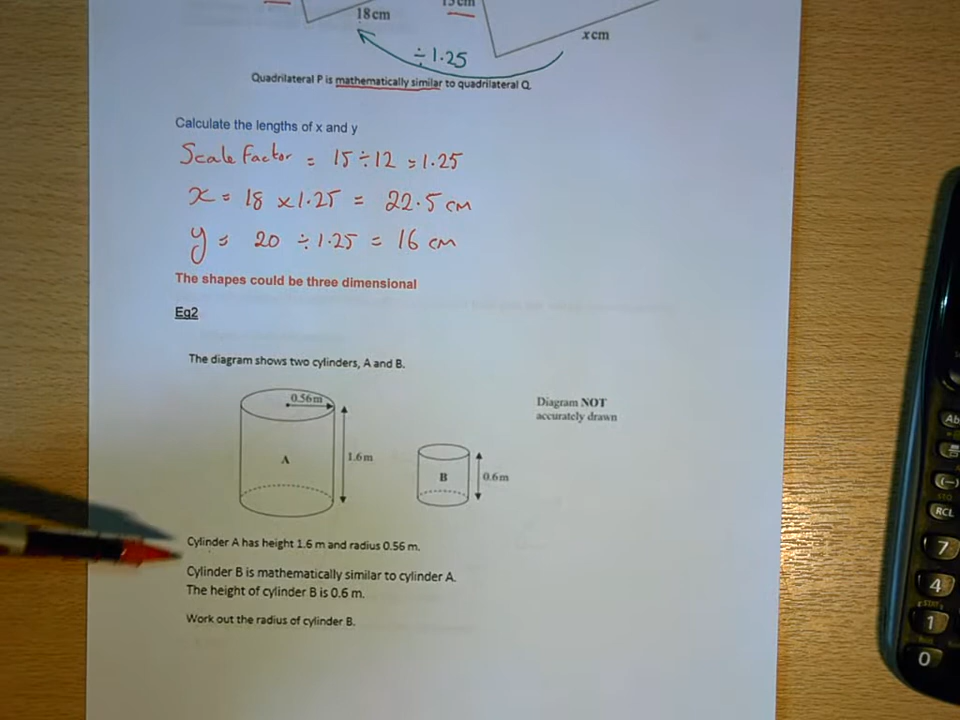 18cm
xcm
÷1.25
Quadrilateral P is mathematically similar to quadrilateral Q.
Calculate the lengths of x and y
Scale Factor = 15÷12 = 1.25
x = 18 x1.25 = 22.5 cm
y = 20 ÷1.25 = 16 cm
The shapes could be three dimensional
Eg2
The diagram shows two cylinders, A and B.
0.56m
Diagram NOT
accurately drawn
A
1.6m
B
0.6m
Cylinder A has height 1.6 m and radius 0.56 m.
Cylinder B is mathematically similar to cylinder A.
The height of cylinder B is 0.6 m.
Work out the radius of cylinder B.
(−)
RCL
7
4
1
0